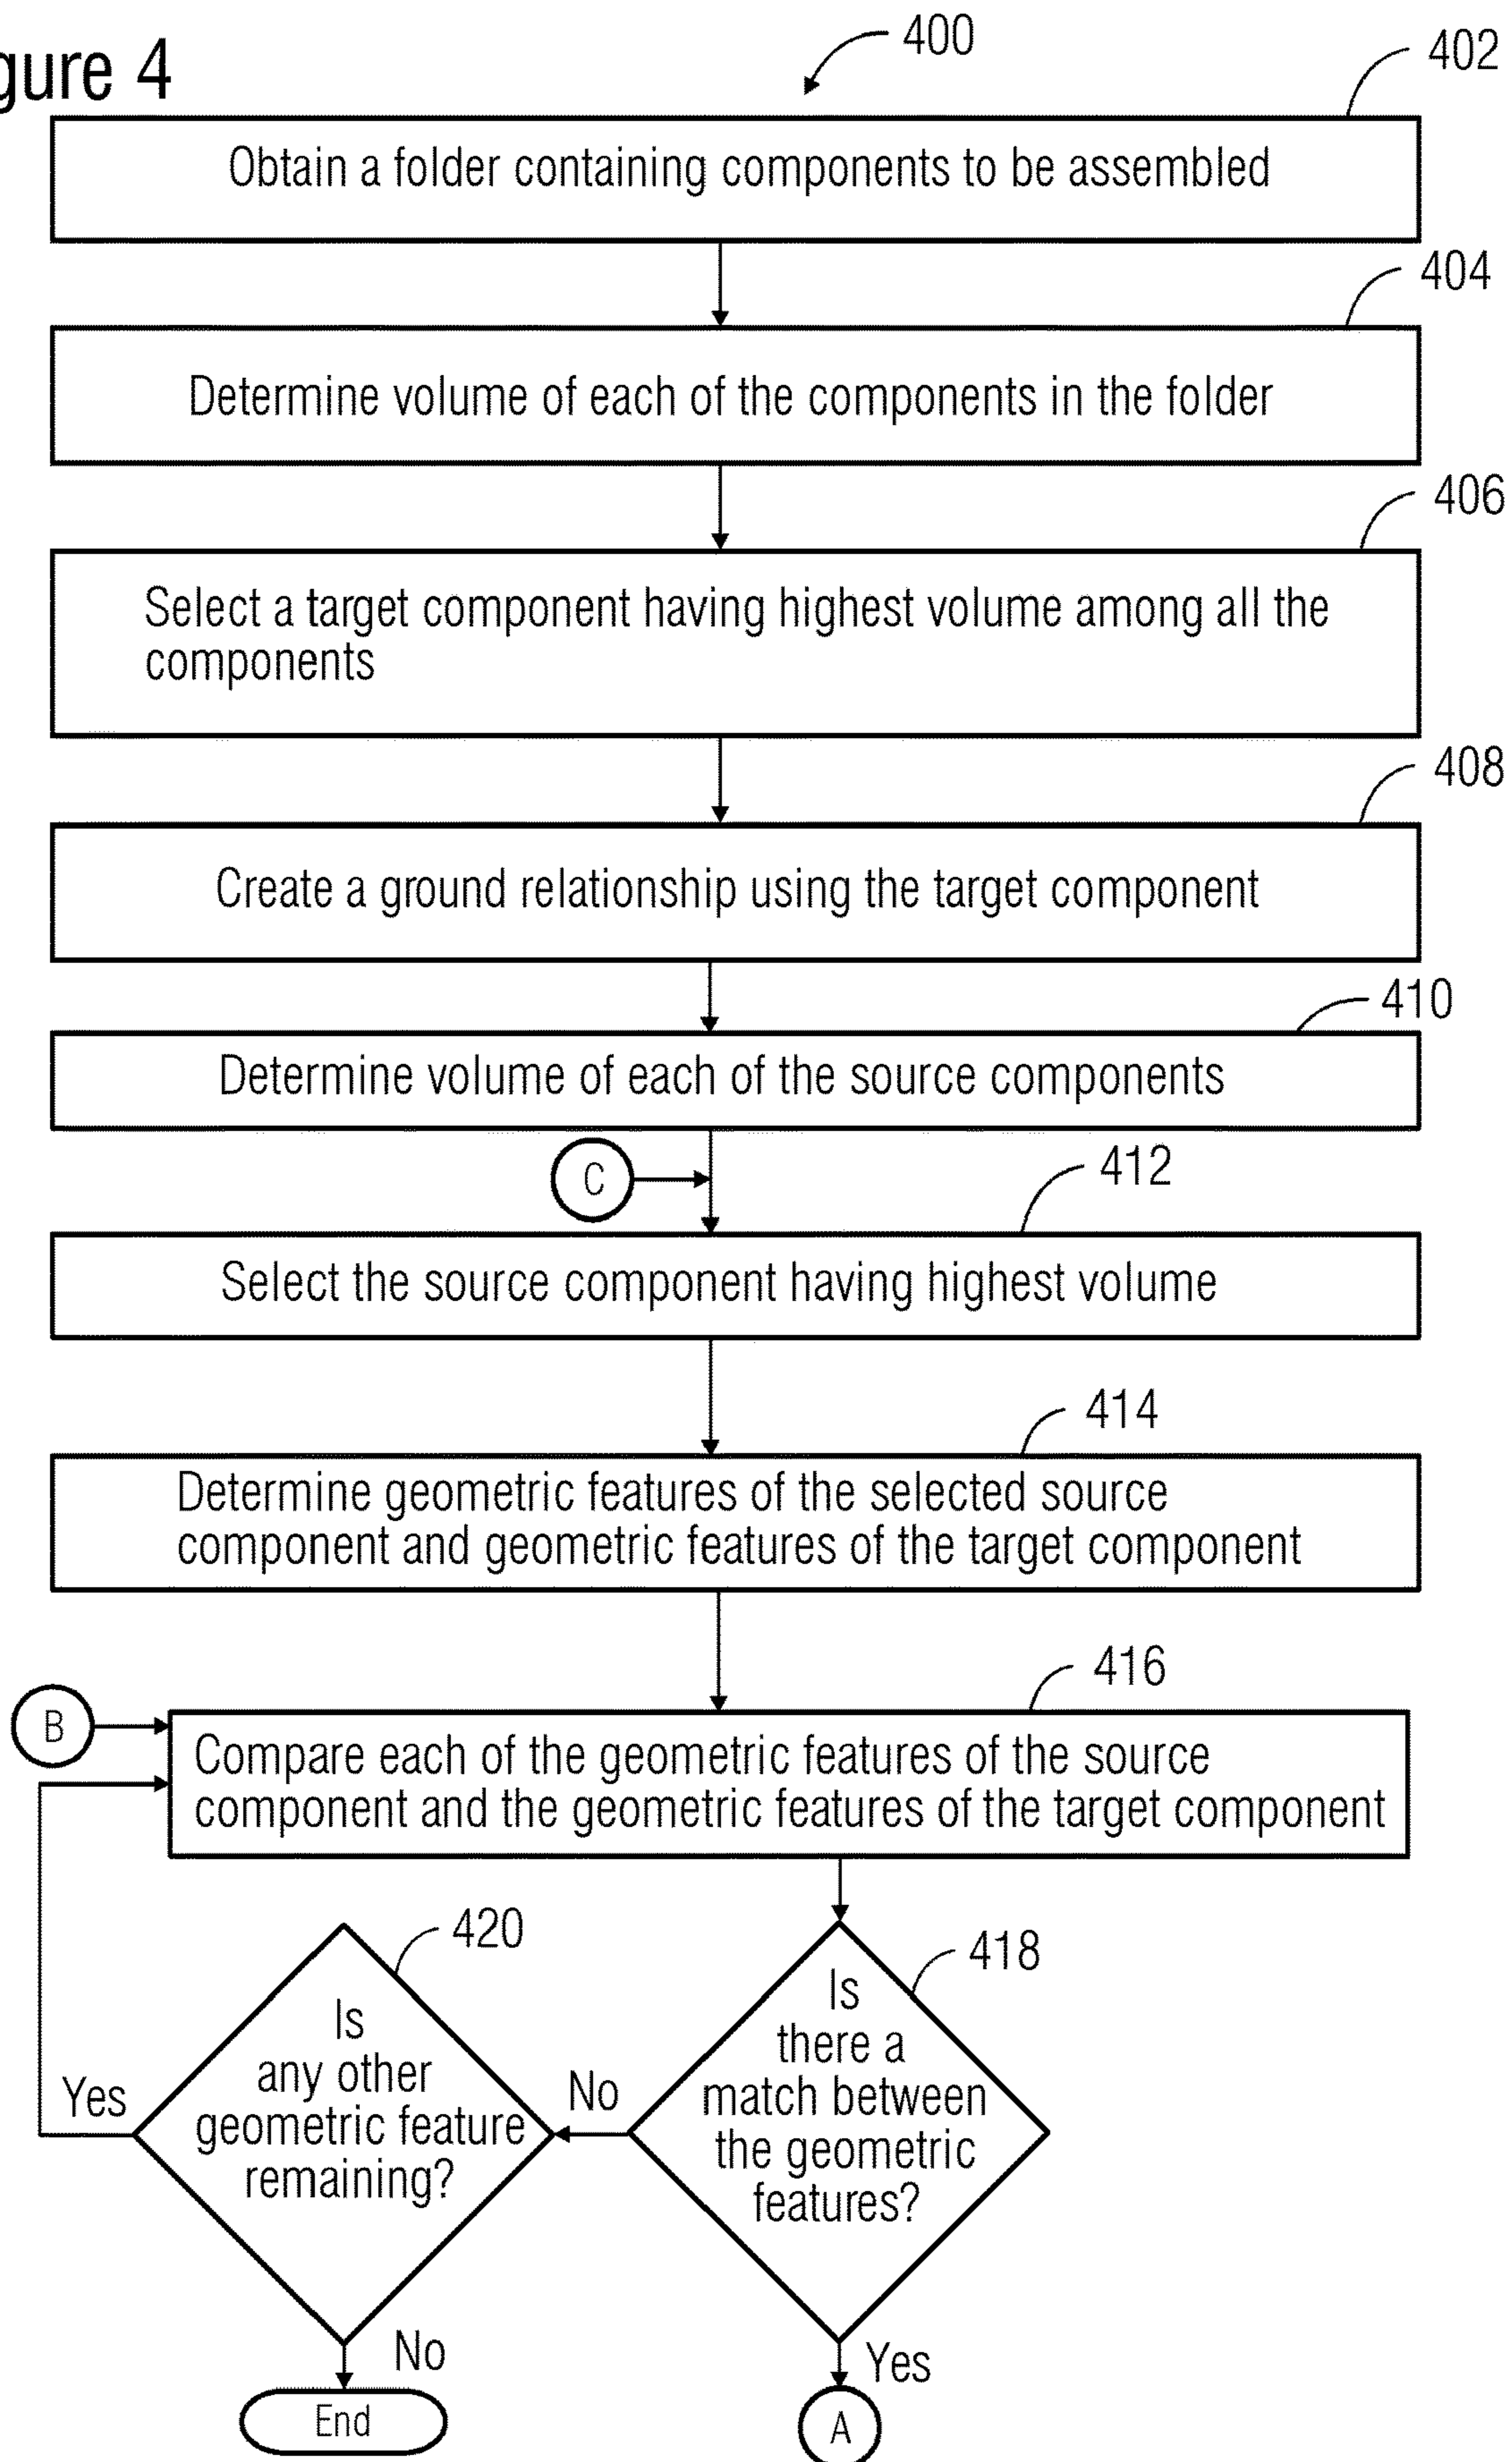 gure 4
400
402
Obtain a folder containing components to be assembled
404
Determine volume of each of the components in the folder
406
Select a target component having highest volume among all the
components
408
Create a ground relationship using the target component
410
Determine volume of each of the source components
C
412
Select the source component having highest volume
414
Determine geometric features of the selected source
component and geometric features of the target component
416
B
Compare each of the geometric features of the source
component and the geometric features of the target component
420
418
Is
any other
geometric feature
remaining?
Is
there a
match between
the geometric
features?
Yes
No
No
Yes
End
A